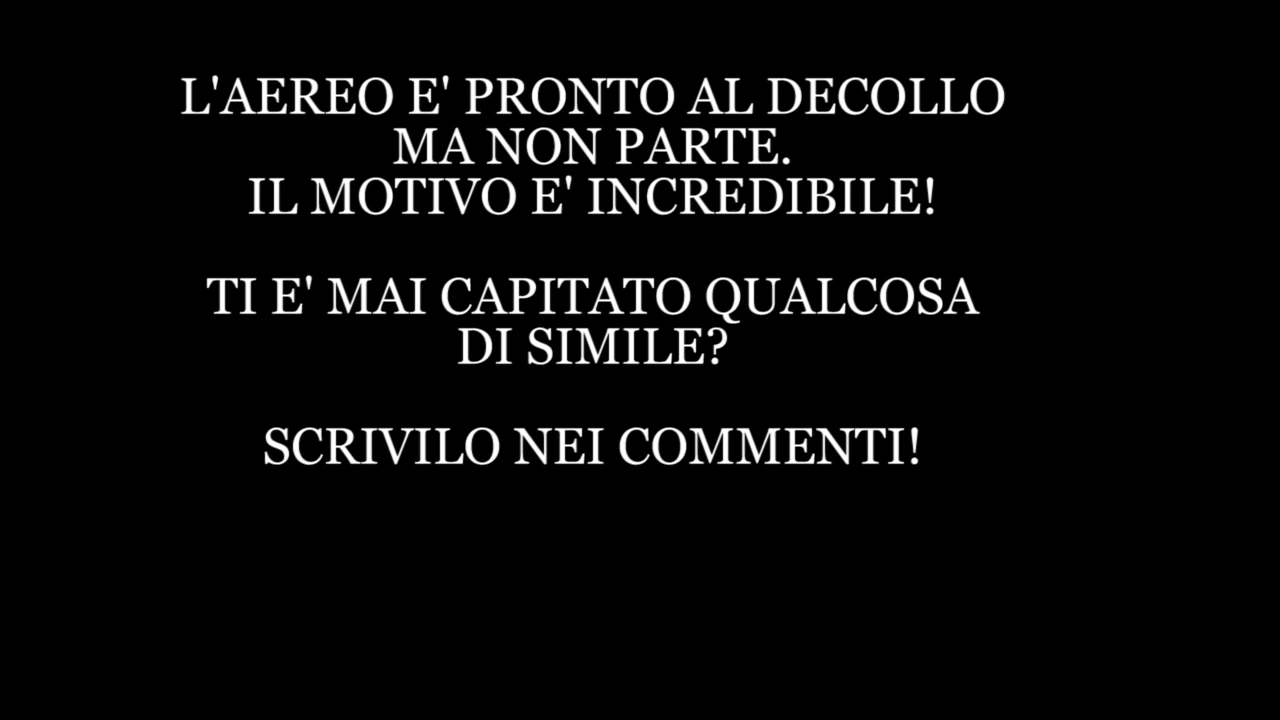 L'AEREO E' PRONTO AL DECOLLO
MA NON PARTE.
IL MOTIVO E' INCREDIBILE!
TI E' MAI CAPITATO QUALCOSA
DI SIMILE?
SCRIVILO NEI COMMENTI!